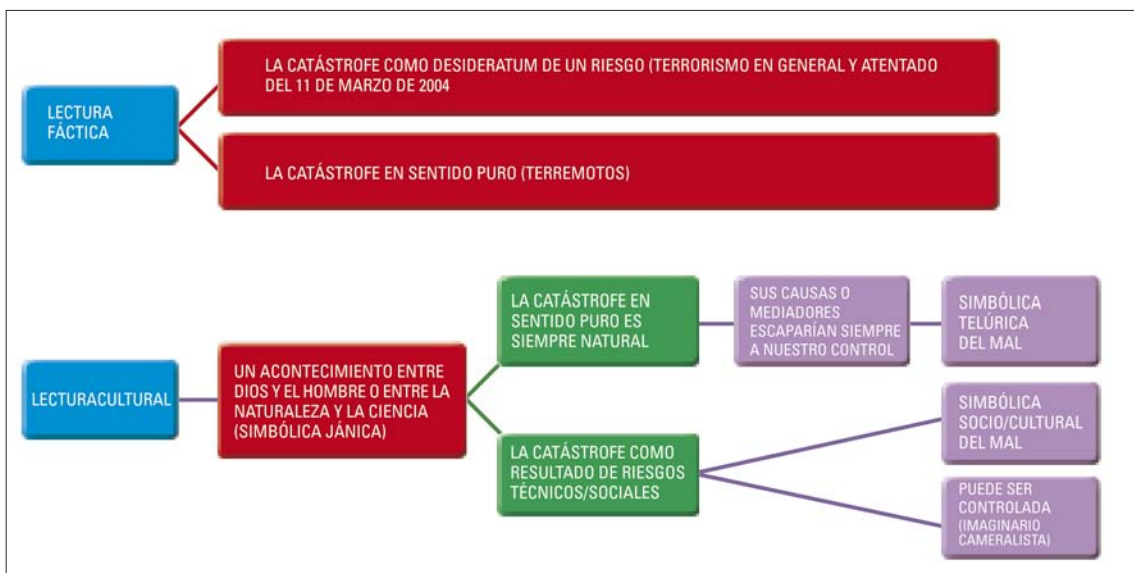 LA CATÁSTROFE COMO DESIDERATUM DE UN RIESGO (TERRORISMO EN GENERAL Y ATENTADO
DEL 11 DE MARZO DE 2004
LECTURA
FÁCTICA
LA CATÁSTROFE EN SENTIDO PURO (TERREMOTOS)
LECTURACULTURAL
UN ACONTECIMIENTO ENTRE
DIOS Y EL HOMBRE O ENTRE LA
NATURALEZA Y LA CIENCIA
(SIMBÓLICA JÁNICA)
LA CATÁSTROFE EN
SENTIDO PURO ES
SIEMPRE NATURAL
SUS CAUSAS O
MEDIADORES
ESCAPARÍAN SIEMPRE
A NUESTRO CONTROL
SIMBÓLICA
TELÚRICA
DEL MAL
LA CATÁSTROFE COMO
RESULTADO DE RIESGOS
TÉCNICOS/SOCIALES
SIMBÓLICA
SOCIO/CULTURAL
DEL MAL
PUEDE SER
CONTROLADA
(IMAGINARIO
CAMERALISTA)